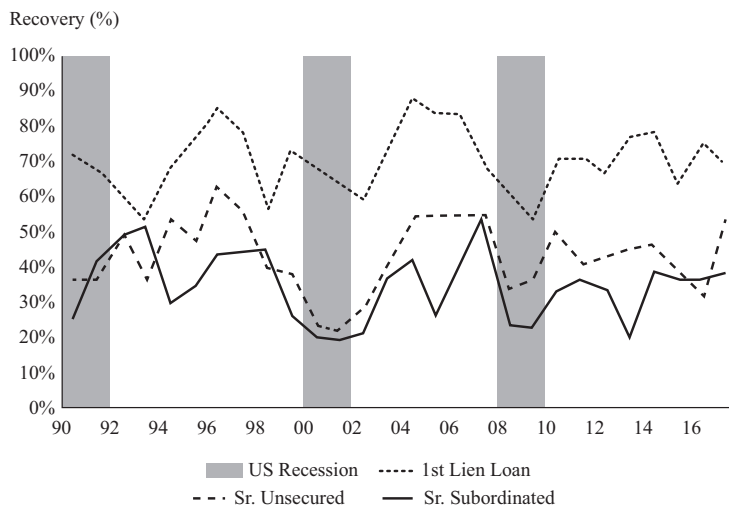 Recovery (%)
100%
90%
80%
70%
60%
50%
40%
30%
20%
10%
0%
90 92 94 96 98 00 02 04 06 08 10 12 14 16
US Recession 1st Lien Loan
Sr. Unsecured Sr. Subordinated